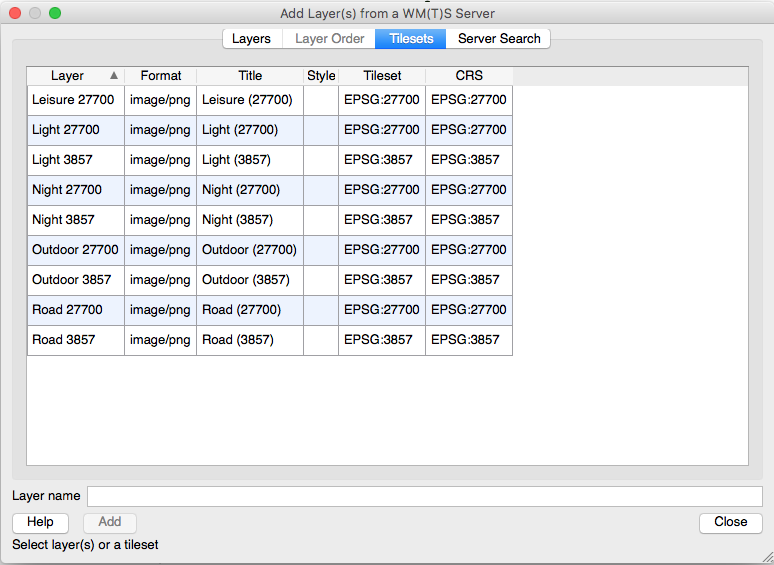 Add Layer(s) from a WM(T)S Server
Layers Layer Order Tilesets Server Search
Layer ▲ Format Title Style Tileset CRS
Leisure 27700 image/png Leisure (27700) EPSG:27700 EPSG:27700
Light 27700 image/png Light (27700) EPSG:27700 EPSG:27700
Light 3857 image/png Light (3857) EPSG:3857 EPSG:3857
Night 27700 image/png Night (27700) EPSG:27700 EPSG:27700
Night 3857 image/png Night (3857) EPSG:3857 EPSG:3857
Outdoor 27700 image/png Outdoor (27700) EPSG:27700 EPSG:27700
Outdoor 3857 image/png Outdoor (3857) EPSG:3857 EPSG:3857
Road 27700 image/png Road (27700) EPSG:27700 EPSG:27700
Road 3857 image/png Road (3857) EPSG:3857 EPSG:3857
Layer name
Help Add Close
Select layer(s) or a tileset